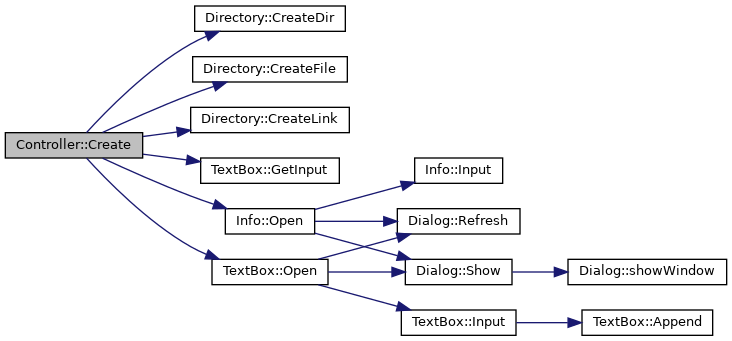 Directory::CreateDir
Directory::CreateFile
Directory::CreateLink
Controller::Create
TextBox::GetInput
Info::Input
Info::Open
Dialog::Refresh
TextBox::Open
Dialog::Show
Dialog::showWindow
TextBox::Input
TextBox::Append